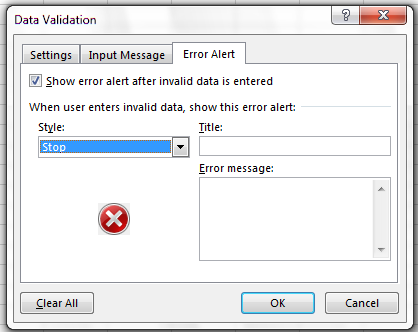 Data Validation
Settings
Input Message
Error Alert
Show error alert after invalid data is entered
When user enters invalid data, show this error alert:
Style:
Title:
Stop
Error message:
Clear All
OK
Cancel